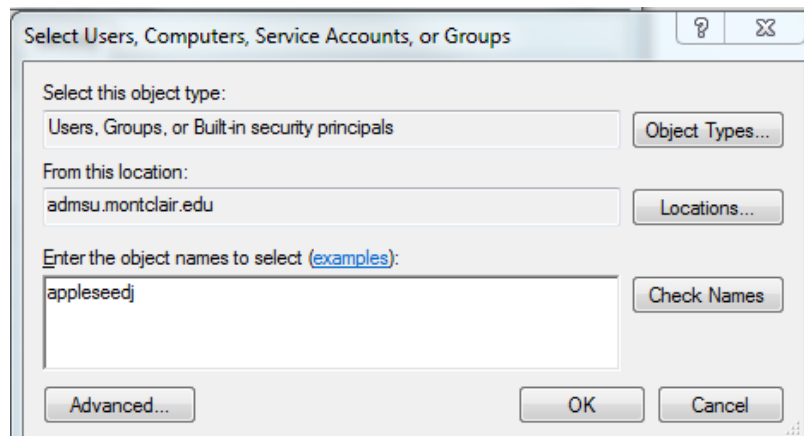 Select Users, Computers, Service Accounts, or Groups
Select this object type:
Users, Groups, or Built-in security principals
Object Types...
From this location:
admsu.montclair.edu
Locations...
Enter the object names to select (examples):
appleseedj
Check Names
Advanced...
OK
Cancel